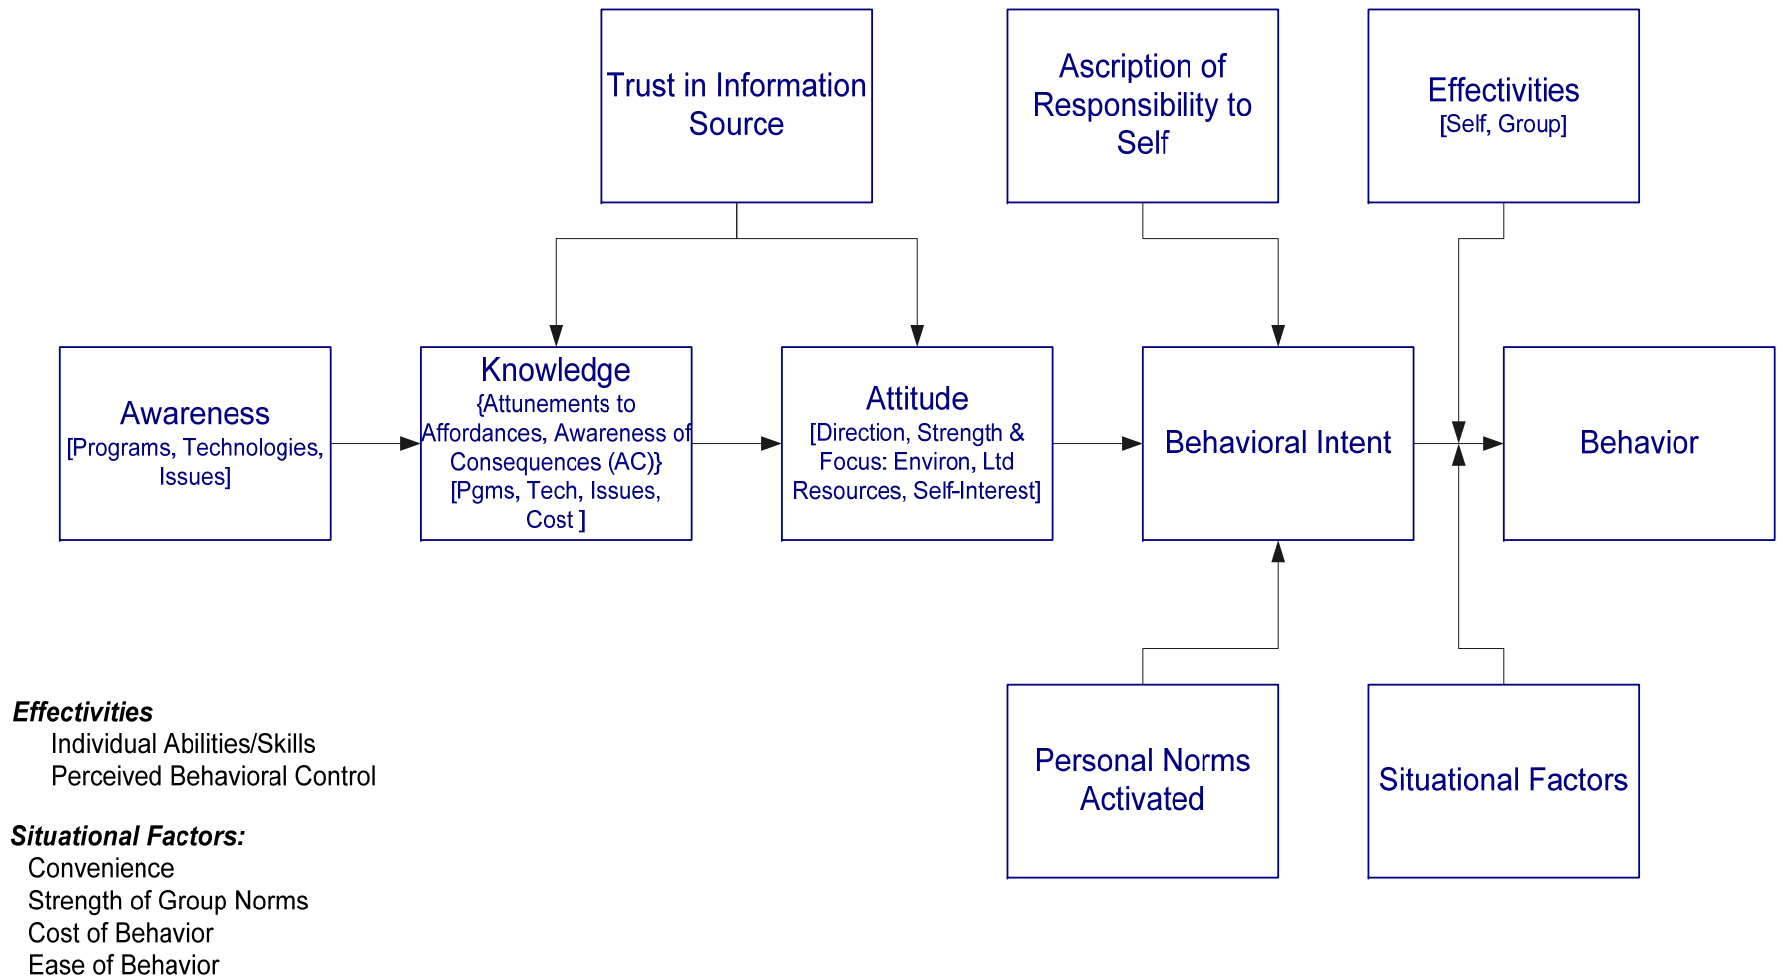 Trust in Information
Source
Ascription of
Responsibility to
Self
Effectivities
[Self, Group]
Awareness
[Programs, Technologies,
Issues]
Knowledge
{Attunements to
Affordances, Awareness of
Consequences (AC)}
[Pgms, Tech, Issues,
Cost ]
Attitude
[Direction, Strength &
Focus: Environ, Ltd
Resources, Self-Interest]
Behavioral Intent
Behavior
Personal Norms
Activated
Situational Factors
Effectivities
Individual Abilities/Skills
Perceived Behavioral Control
Situational Factors:
Convenience
Strength of Group Norms
Cost of Behavior
Ease of Behavior